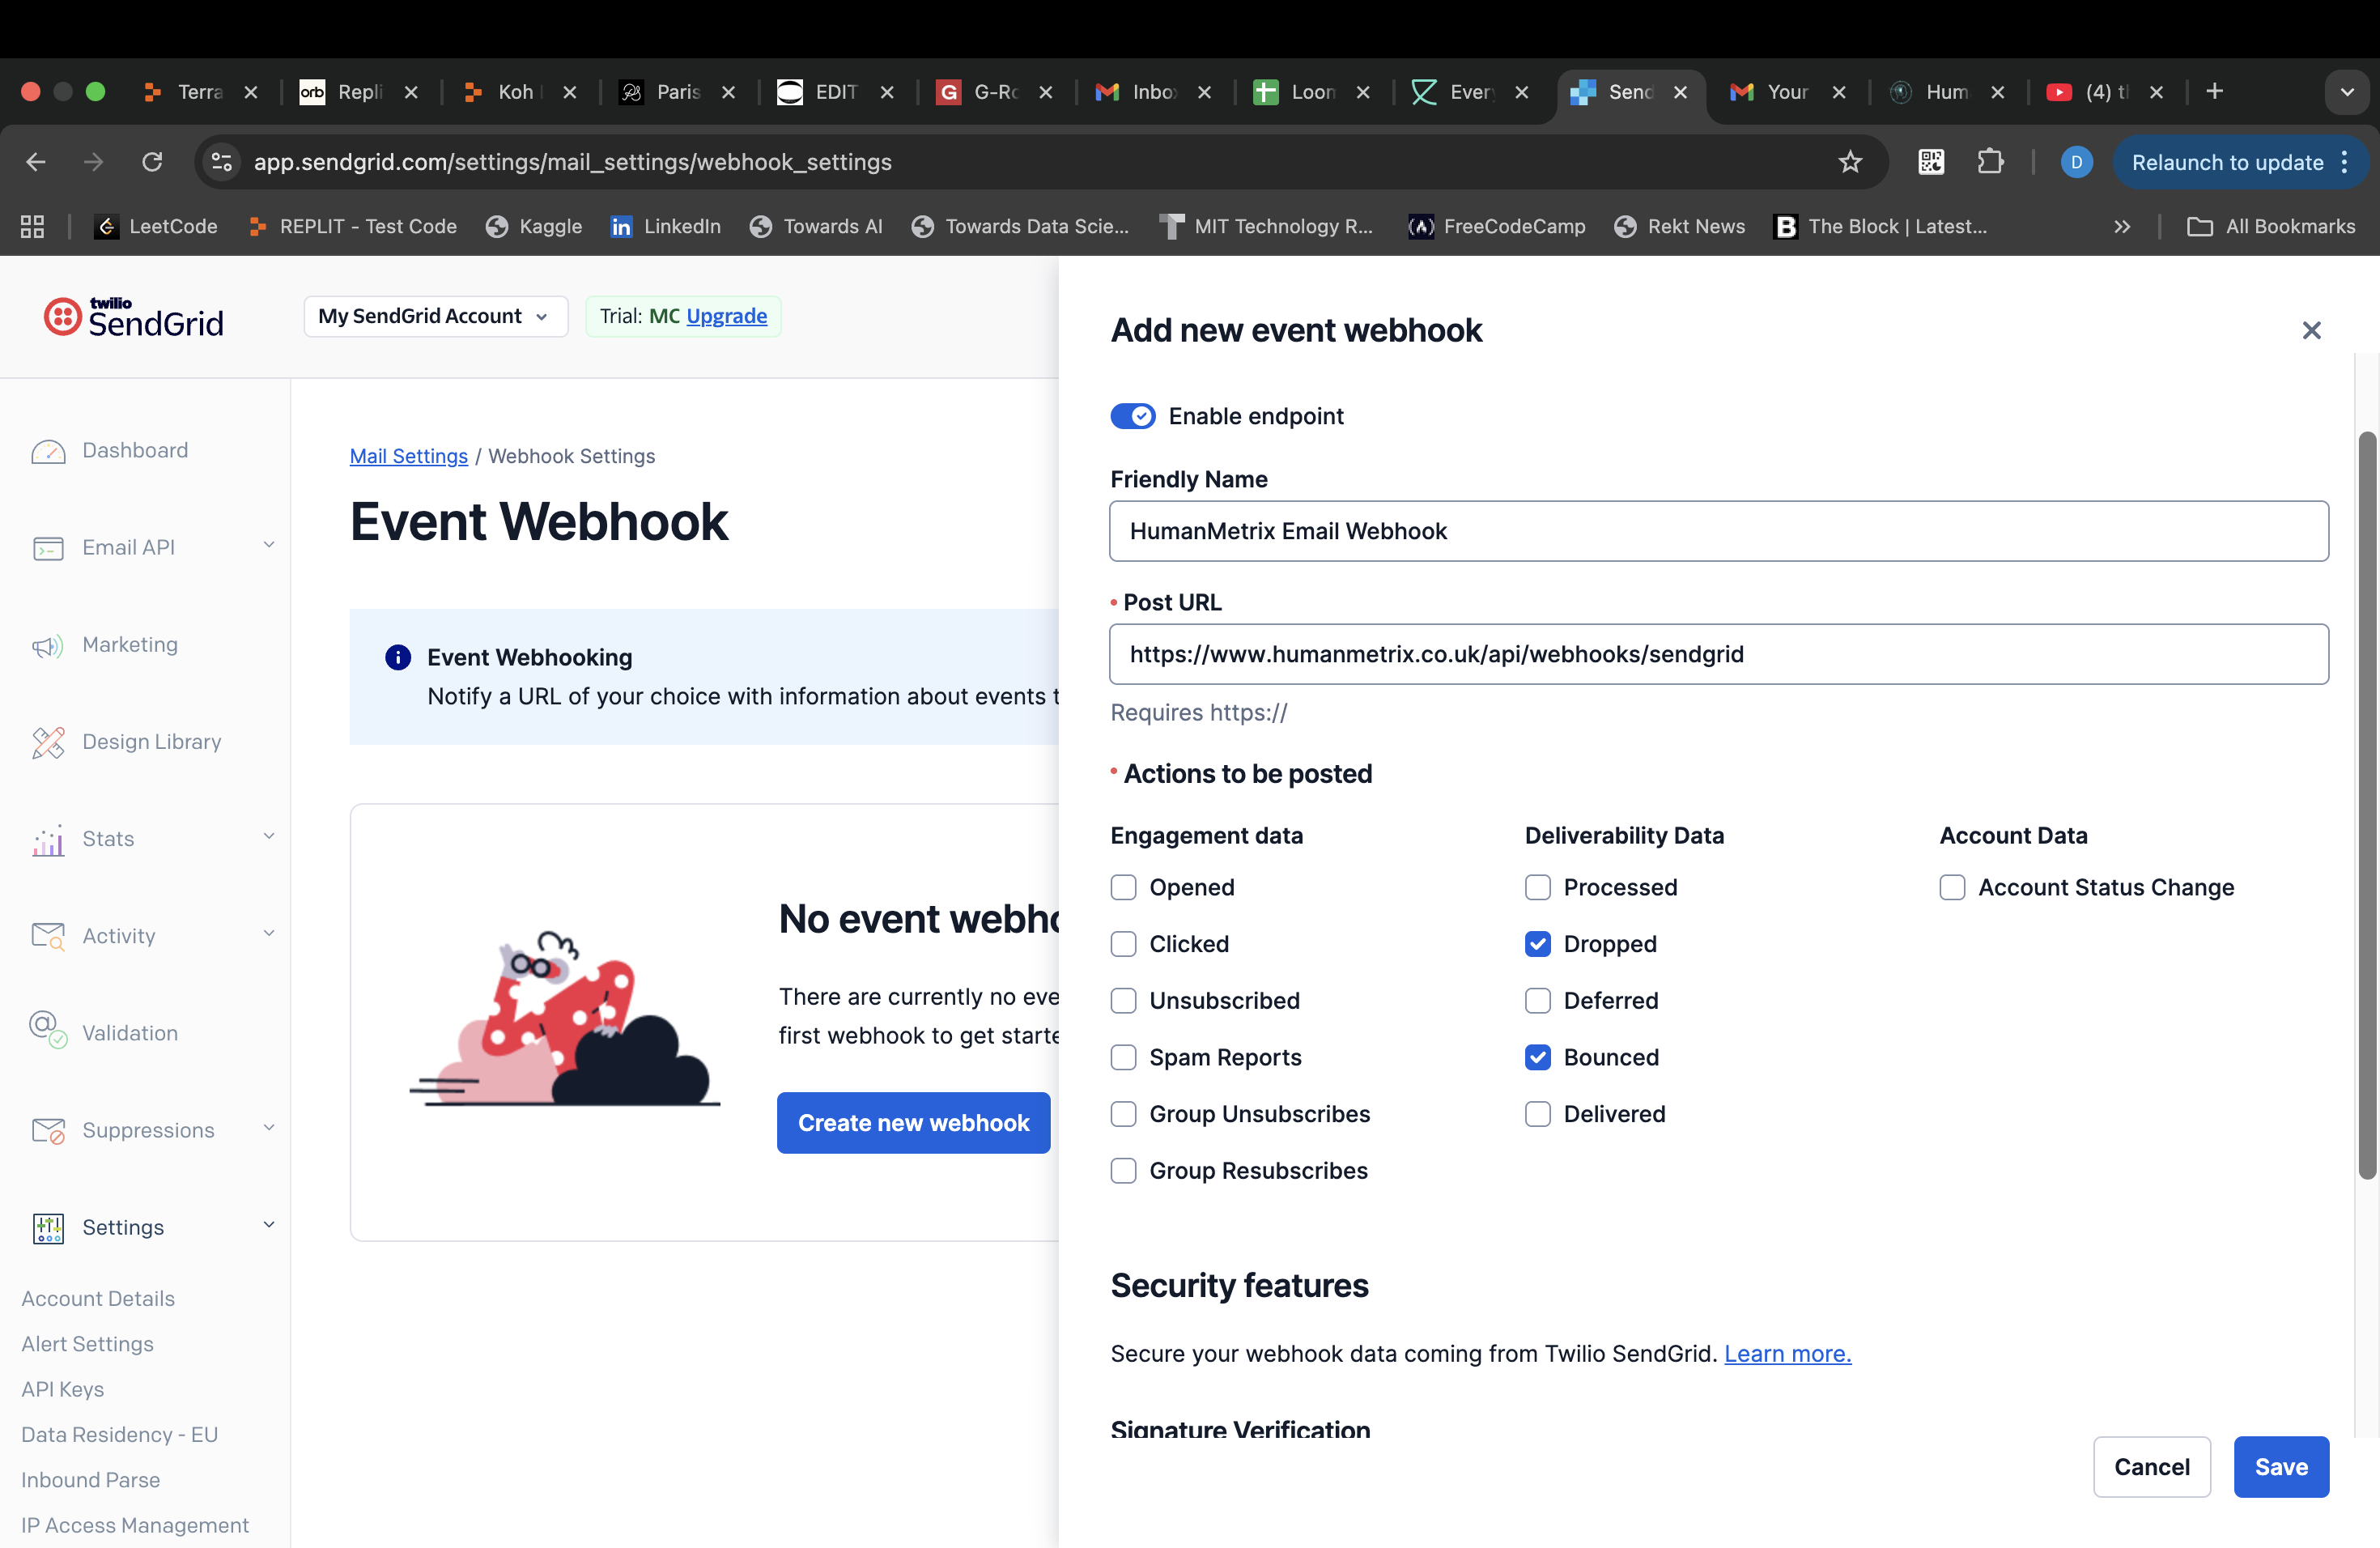 Terra
orb
Repli
Koh
Paris
EDIT
G
G-Ro
Inbo
Loom
Every
Send
Your
Hum
(4) tl
app.sendgrid.com/settings/mail_settings/webhook_settings
D
Relaunch to update
LeetCode
REPLIT - Test Code
Kaggle
in
LinkedIn
Towards AI
Towards Data Scie...
MIT Technology R...
FreeCodeCamp
Rekt News
B
The Block | Latest...
All Bookmarks
twilio
SendGrid
My SendGrid Account
Trial: MC Upgrade
Dashboard
Email API
Marketing
Design Library
Stats
Activity
Validation
Suppressions
Settings
Account Details
Alert Settings
API Keys
Data Residency - EU
Inbound Parse
IP Access Management
Mail Settings / Webhook Settings
Event Webhook
Event Webhooking
Notify a URL of your choice with information about events t
No event webho
There are currently no eve
first webhook to get starte
Create new webhook
Add new event webhook
Enable endpoint
Friendly Name
HumanMetrix Email Webhook
Post URL
https://www.humanmetrix.co.uk/api/webhooks/sendgrid
Requires https://
Actions to be posted
Engagement data
Opened
Clicked
Unsubscribed
Spam Reports
Group Unsubscribes
Group Resubscribes
Deliverability Data
Processed
Dropped
Deferred
Bounced
Delivered
Account Data
Account Status Change
Security features
Secure your webhook data coming from Twilio SendGrid. Learn more.
Signature Verification
Cancel
Save